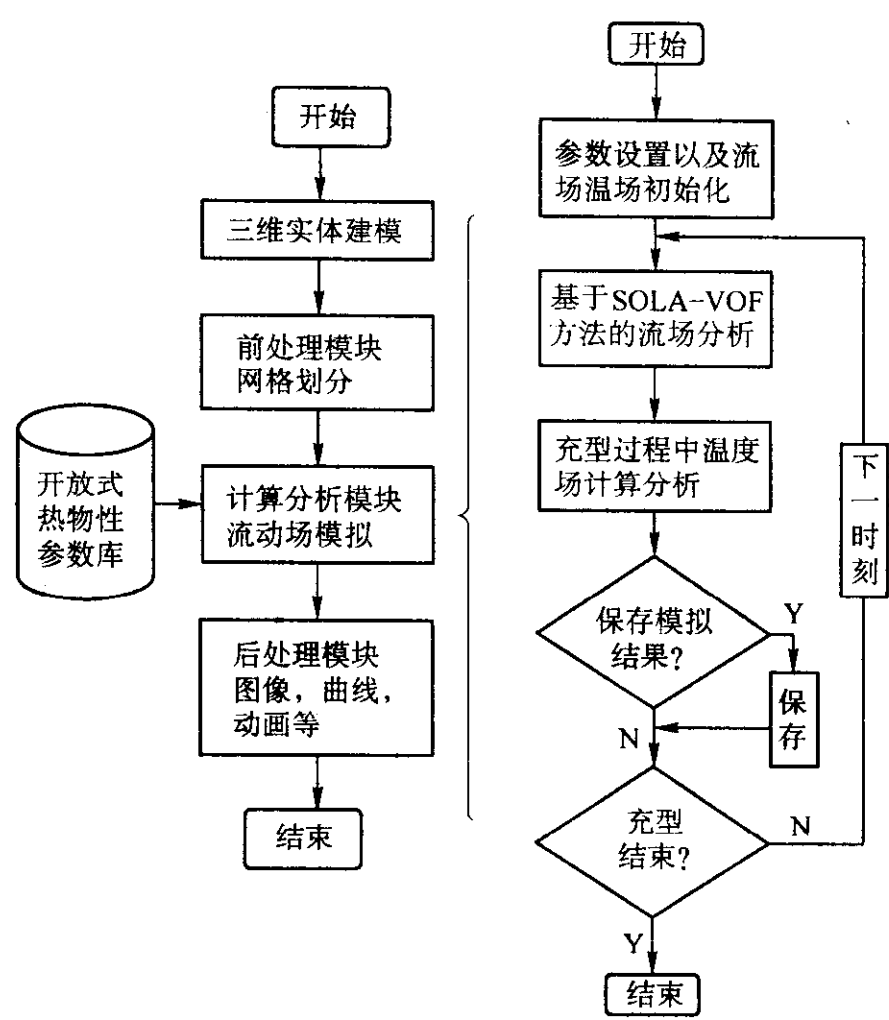 开始
三维实体建模
前处理模块
网格划分
开放式
热物性
参数库
计算分析模块
流动场模拟
后处理模块
图像，曲线，
动画等
结束
开始
参数设置以及流
场温场初始化
基于SOLA-VOF
方法的流场分析
充型过程中温度
场计算分析
下
一
时
刻
保存模拟
结果?
Y
保
存
N
充型
结束?
N
Y
结束